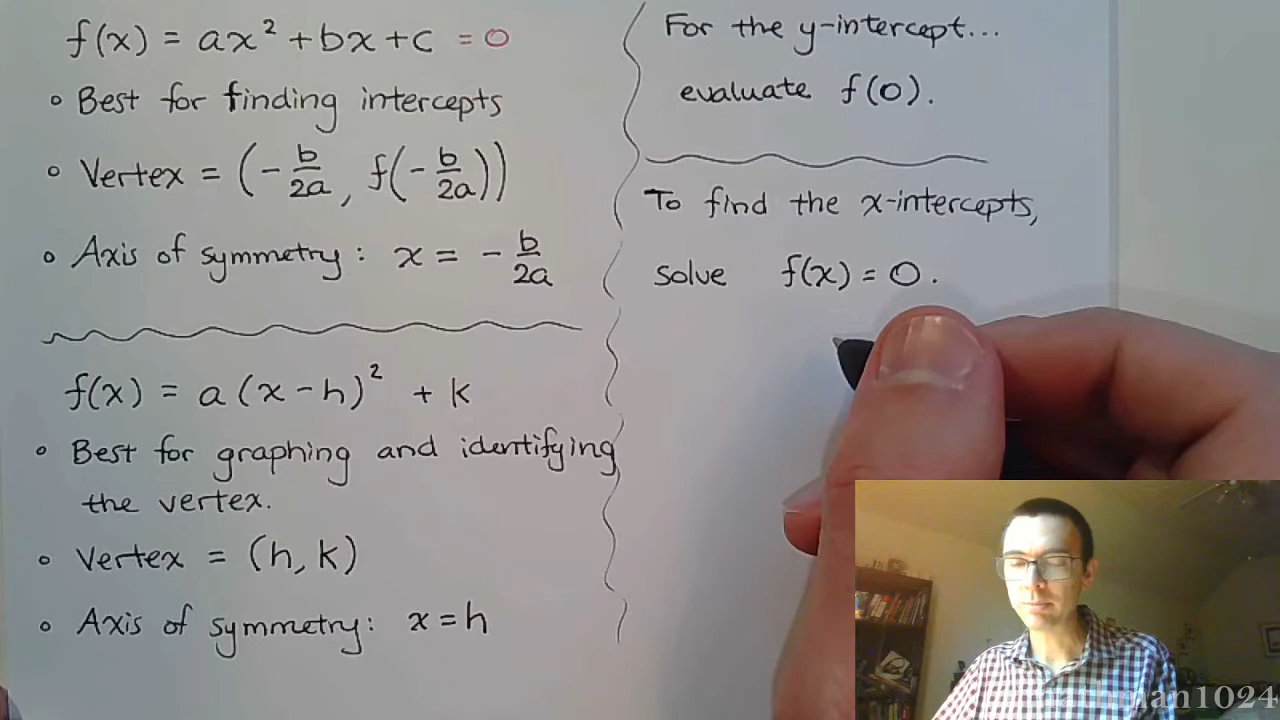 f(x) = ax² + bx + c = 0
◦ Best for finding intercepts
◦ Vertex = (-b/2a, f(-b/2a))
◦ Axis of symmetry: x = -b/2a
f(x) = a(x-h)² + k
◦ Best for graphing and identifying
the vertex.
◦ Vertex = (h, k)
◦ Axis of symmetry: x = h
For the y-intercept...
evaluate f(0).
To find the x-intercepts,
solve f(x) = 0.